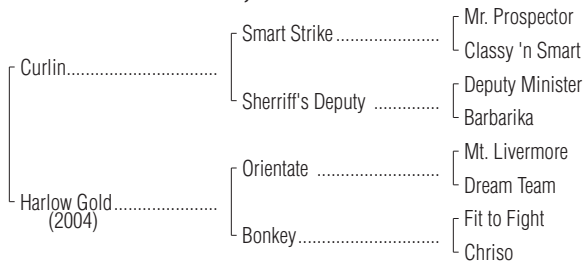 Mr. Prospector
Smart Strike
Classy 'n Smart
Curlin
Deputy Minister
Sherriff's Deputy
Barbarika
Mt. Livermore
Orientate
Dream Team
Harlow Gold
(2004)
Fit to Fight
Bonkey
Chriso